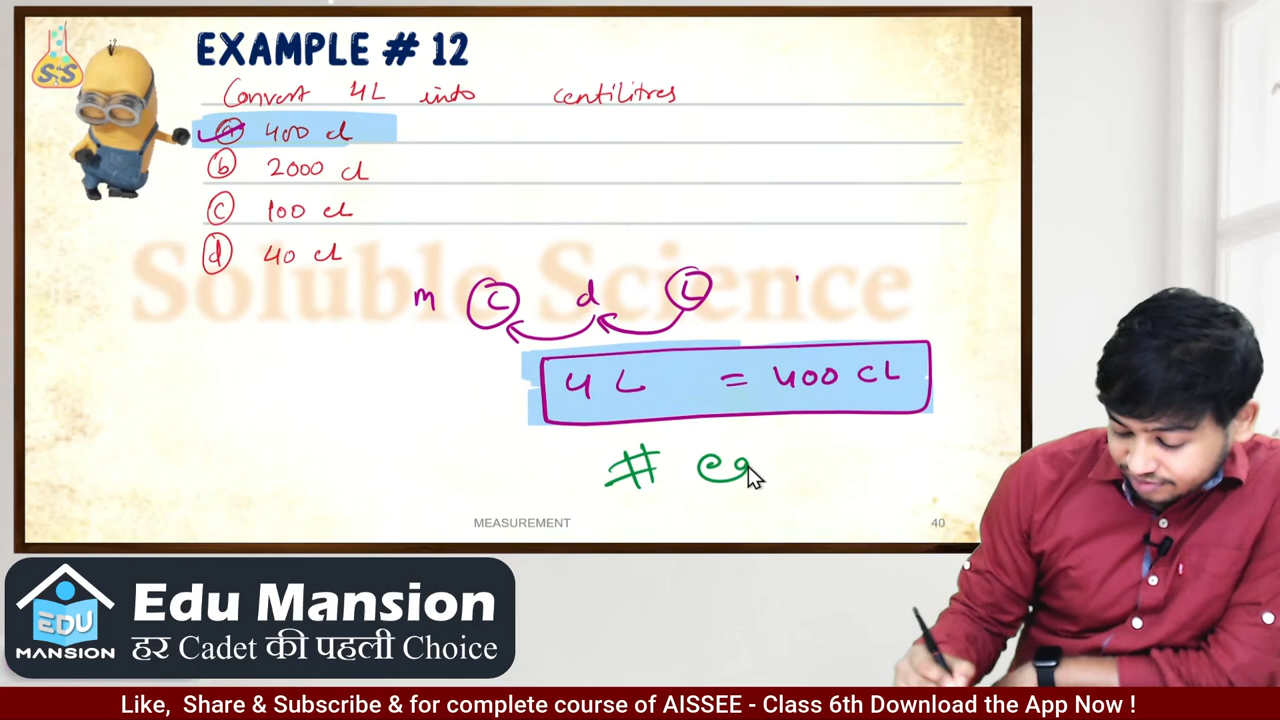 SIS
EXAMPLE # 12
Convert 4L into centilitres
(a) 400 cl
(b) 2000 cl
(c) 100 cl
(d) 40 cl
Soluble Science
m c d L
4 L = 400 CL
# ea
MEASUREMENT
40
EDU
MANSION
Edu Mansion
हर Cadet की पहली Choice
Like, Share & Subscribe & for complete course of AISSEE - Class 6th Download the App Now !